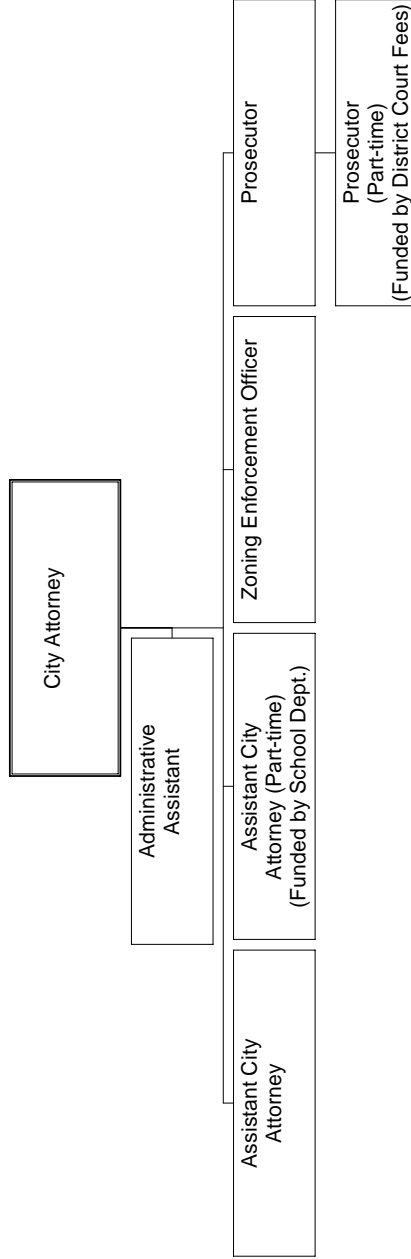 City Attorney
Administrative
Assistant
Assistant City
Attorney
Assistant City
Attorney (Part-time)
(Funded by School Dept.)
Zoning Enforcement Officer
Prosecutor
Prosecutor
(Part-time)
(Funded by District Court Fees)